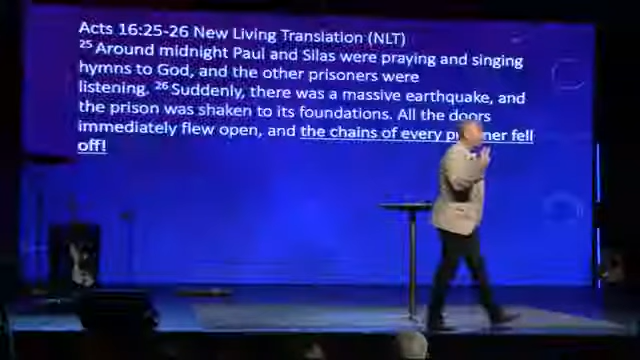 Acts 16:25-26 New Living Translation (NLT)
25 Around midnight Paul and Silas were praying and singing
hymns to God, and the other prisoners were
listening. 26 Suddenly, there was a massive earthquake, and
the prison was shaken to its foundations. All the doors
immediately flew open, and the chains of every p ner fell
off!